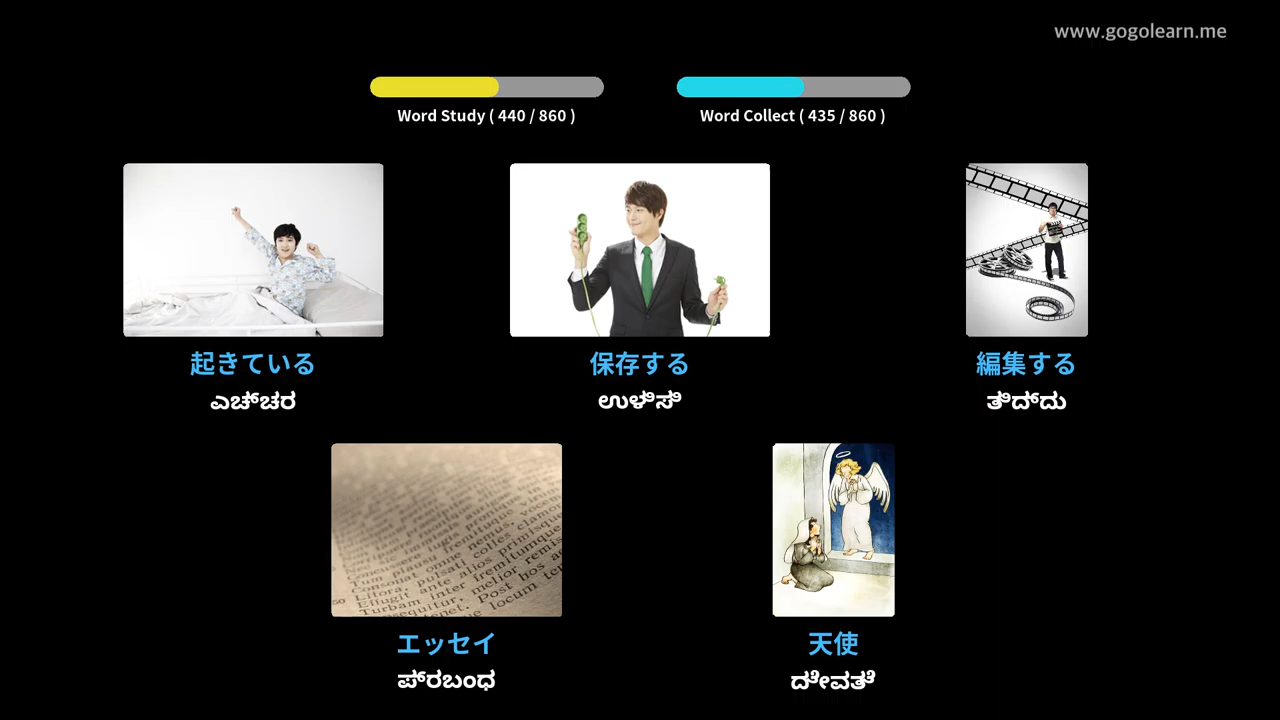 www.gogolearn.me
Word Study ( 440 / 860 )
Word Collect ( 435 / 860 )
起きている
ಎಚ್ಚರ
保存する
ಉಳಿಸಿ
編集する
ತಿದ್ದು
エッセイ
ಪ್ರಬಂಧ
天使
ದೇವತೆ